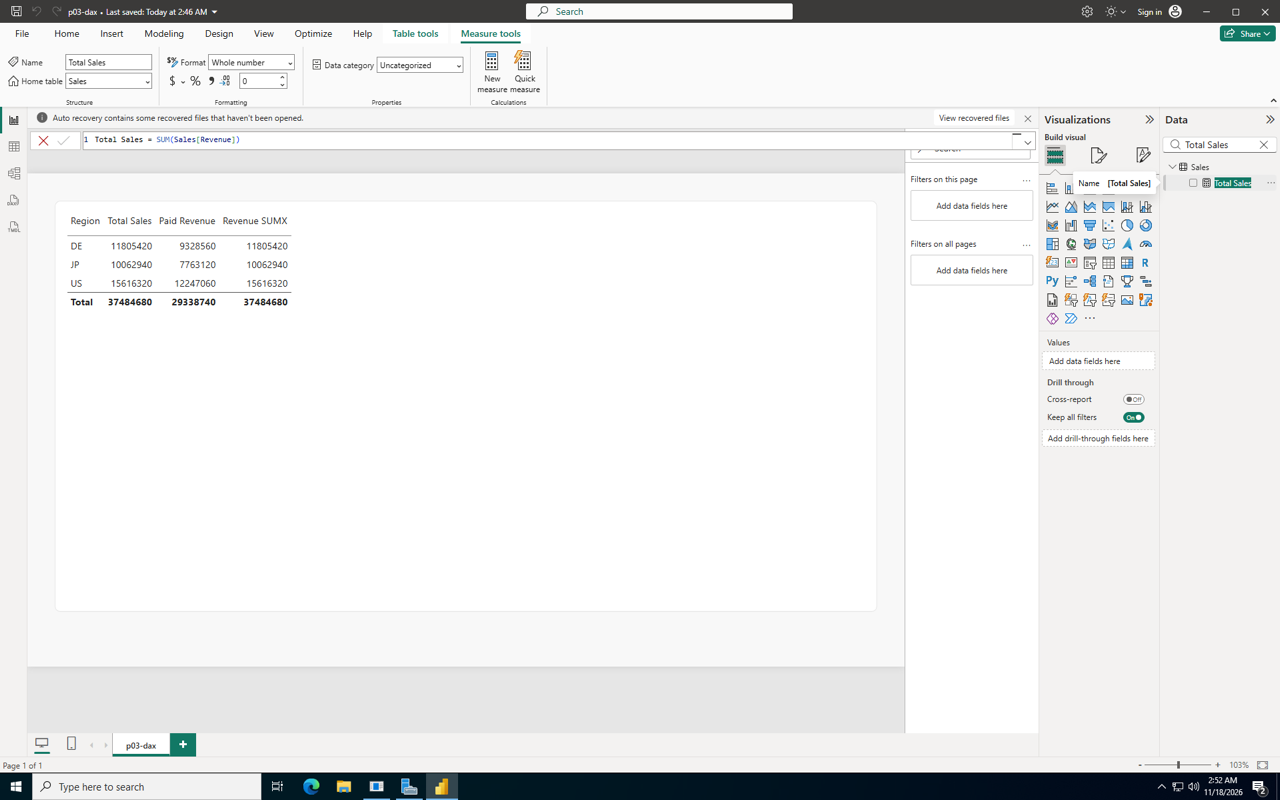 p03-dax • Last saved: Today at 2:46 AM
Search
Sign in
File Home Insert Modeling Design View Optimize Help Table tools Measure tools
Share
Name Total Sales
Home table Sales
Structure
Format Whole number
$ % 9 0
Formatting
Data category Uncategorized
Properties
New measure
Quick measure
Calculations
Auto recovery contains some recovered files that haven't been opened.
View recovered files
1 Total Sales = SUM(Sales[Revenue])
Region Total Sales Paid Revenue Revenue SUMX
DE 11805420 9328560 11805420
JP 10062940 7763120 10062940
US 15616320 12247060 15616320
Total 37484680 29338740 37484680
Filters on this page ...
Add data fields here
Filters on all pages ...
Add data fields here
Visualizations
Build visual
Name [Total Sales]
R
Py
...
Values
Add data fields here
Drill through
Cross-report Off
Keep all filters On
Add drill-through fields here
Data
Total Sales
Sales
Total Sales ...
p03-dax
Page 1 of 1
- + 103%
Type here to search
2:52 AM
11/18/2026
2